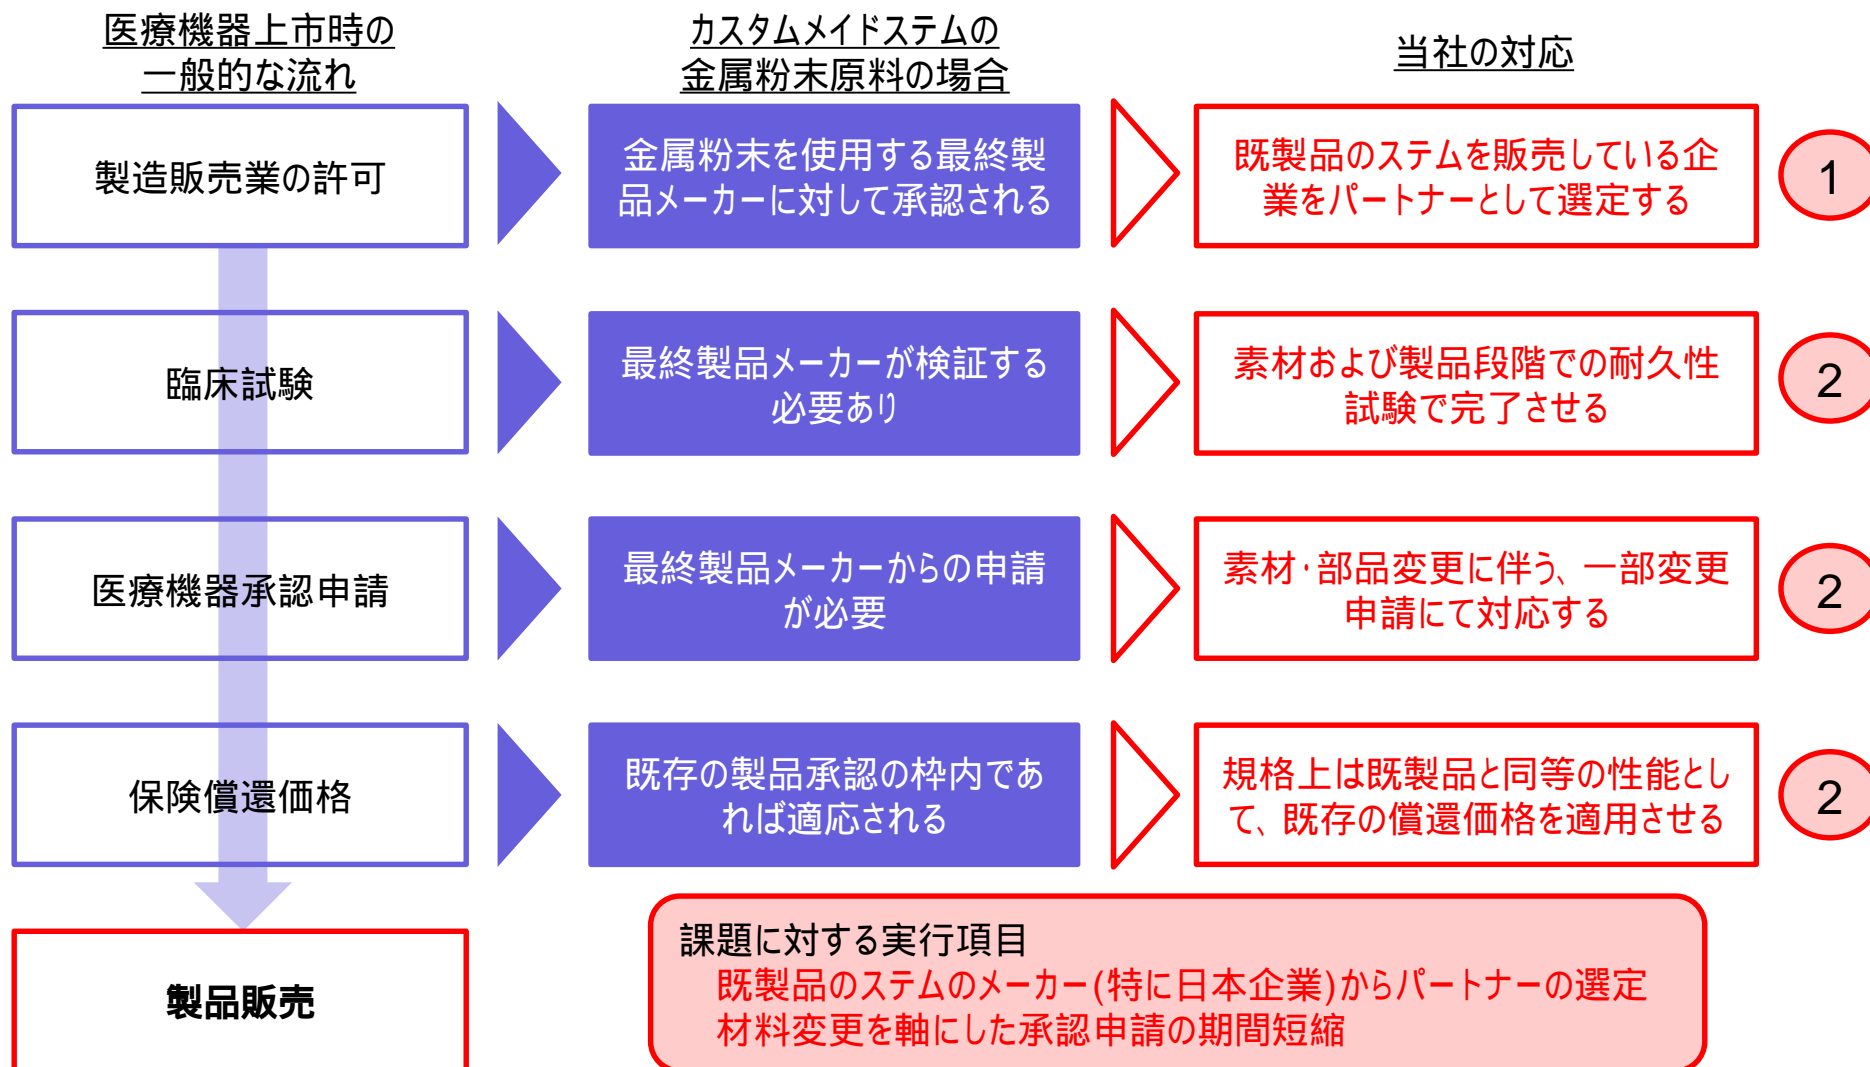 医療機器上市時の
一般的な流れ
カスタムメイドステムの
金属粉末原料の場合
当社の対応
製造販売業の許可
金属粉末を使用する最終製
品メーカーに対して承認される
既製品のステムを販売している企
業をパートナーとして選定する
1
臨床試験
最終製品メーカーが検証する
必要あり
素材および製品段階での耐久性
試験で完了させる
2
医療機器承認申請
最終製品メーカーからの申請
が必要
素材・部品変更に伴う、一部変更
申請にて対応する
2
保険償還価格
既存の製品承認の枠内であ
れば適応される
規格上は既製品と同等の性能とし
て、既存の償還価格を適用させる
2
製品販売
課題に対する実行項目
既製品のステムのメーカー(特に日本企業)からパートナーの選定
材料変更を軸にした承認申請の期間短縮